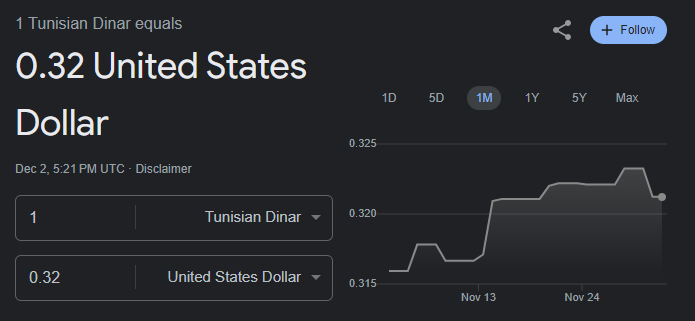 1 Tunisian Dinar equals
0.32 United States
Dollar
Dec 2, 5:21 PM UTC · Disclaimer
1 Tunisian Dinar
0.32 United States Dollar
+ Follow
1D 5D 1M 1Y 5Y Max
0.325
0.320
0.315
Nov 13 Nov 24